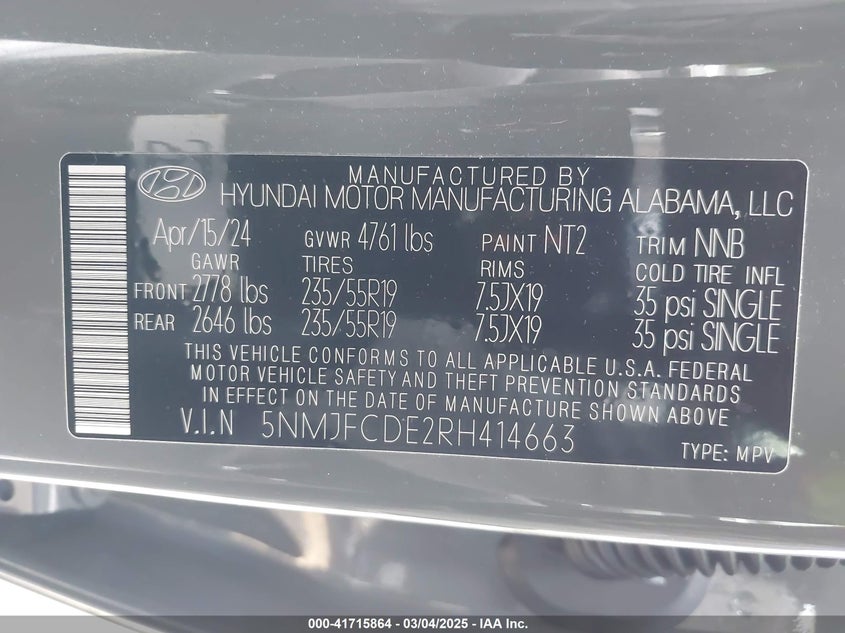 MANUFACTURED BY
HYUNDAI MOTOR MANUFACTURING ALABAMA, LLC
Apr/15/24 GVWR 4761 lbs PAINT NT2 TRIM NNB
GAWR TIRES RIMS COLD TIRE INFL
FRONT 2778 lbs 235/55R19 7.5JX19 35 psi SINGLE
REAR 2646 lbs 235/55R19 7.5JX19 35 psi SINGLE
THIS VEHICLE CONFORMS TO ALL APPLICABLE U.S.A. FEDERAL
MOTOR VEHICLE SAFETY AND THEFT PREVENTION STANDARDS
IN EFFECT ON THE DATE OF MANUFACTURE SHOWN ABOVE
V.I.N 5NMJFCDE2RH414663
TYPE: MPV
000-41715864 | 03/04/2025 - IAA Inc.